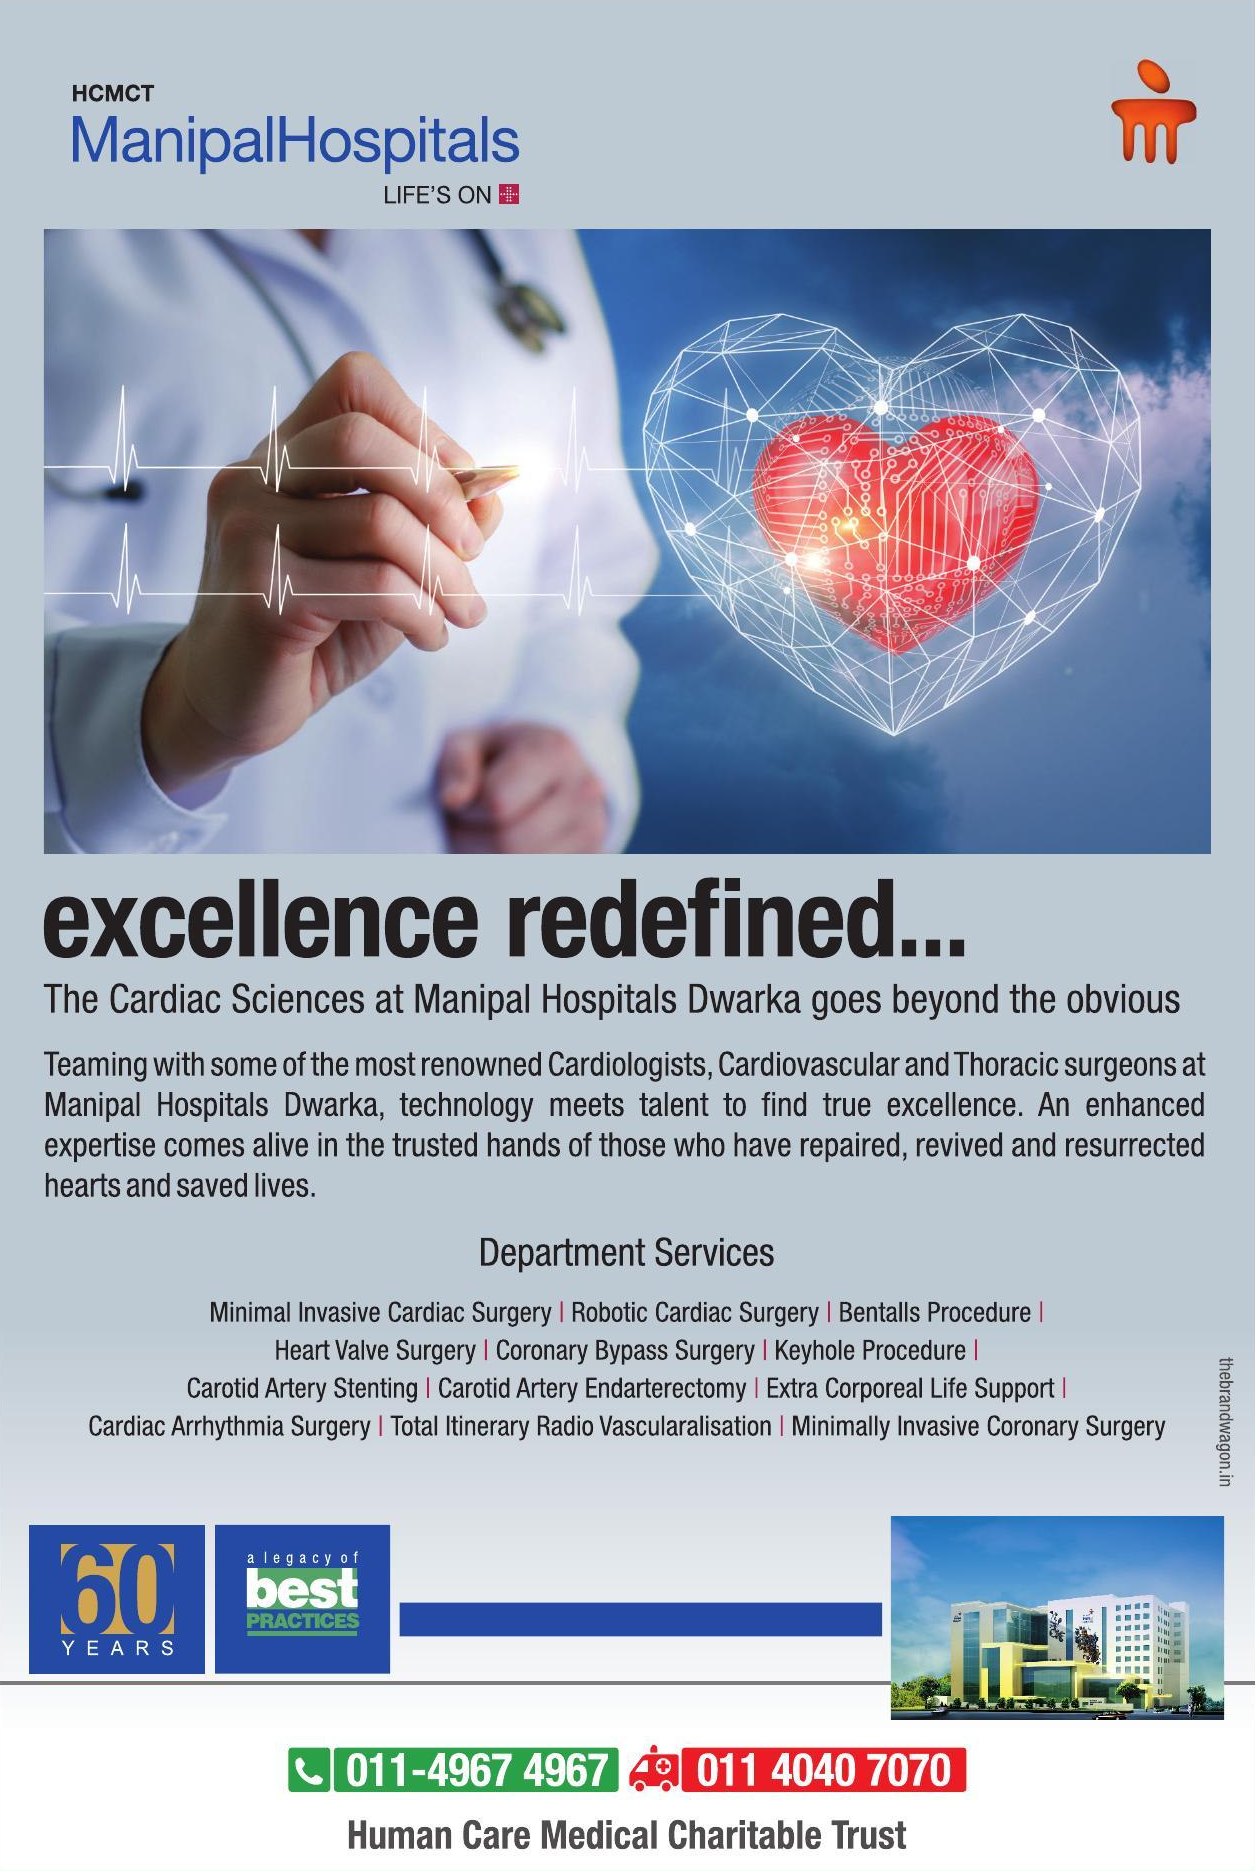 HCMCT
ManipalHospitals
LIFE'S ON
excellence redefined...
The Cardiac Sciences at Manipal Hospitals Dwarka goes beyond the obvious
Teaming with some of the most renowned Cardiologists, Cardiovascular and Thoracic surgeons at
Manipal Hospitals Dwarka, technology meets talent to find true excellence. An enhanced
expertise comes alive in the trusted hands of those who have repaired, revived and resurrected
hearts and saved lives.
Department Services
Minimal Invasive Cardiac Surgery | Robotic Cardiac Surgery | Bentalls Procedure |
Heart Valve Surgery | Coronary Bypass Surgery | Keyhole Procedure |
Carotid Artery Stenting | Carotid Artery Endarterectomy | Extra Corporeal Life Support |
Cardiac Arrhythmia Surgery | Total Itinerary Radio Vascularalisation | Minimally Invasive Coronary Surgery
thebrandwagon.in
60
YEARS
a legacy of
best
PRACTICES
011-4967 4967
011 4040 7070
Human Care Medical Charitable Trust